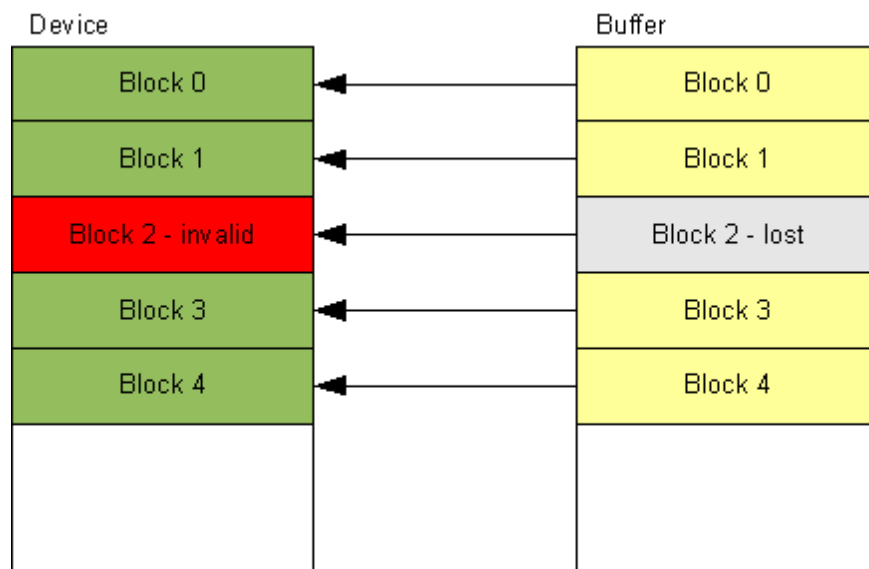 Device Buffer
Block 0 Block 0
Block 1 Block 1
Block 2 - invalid Block 2 - lost
Block 3 Block 3
Block 4 Block 4